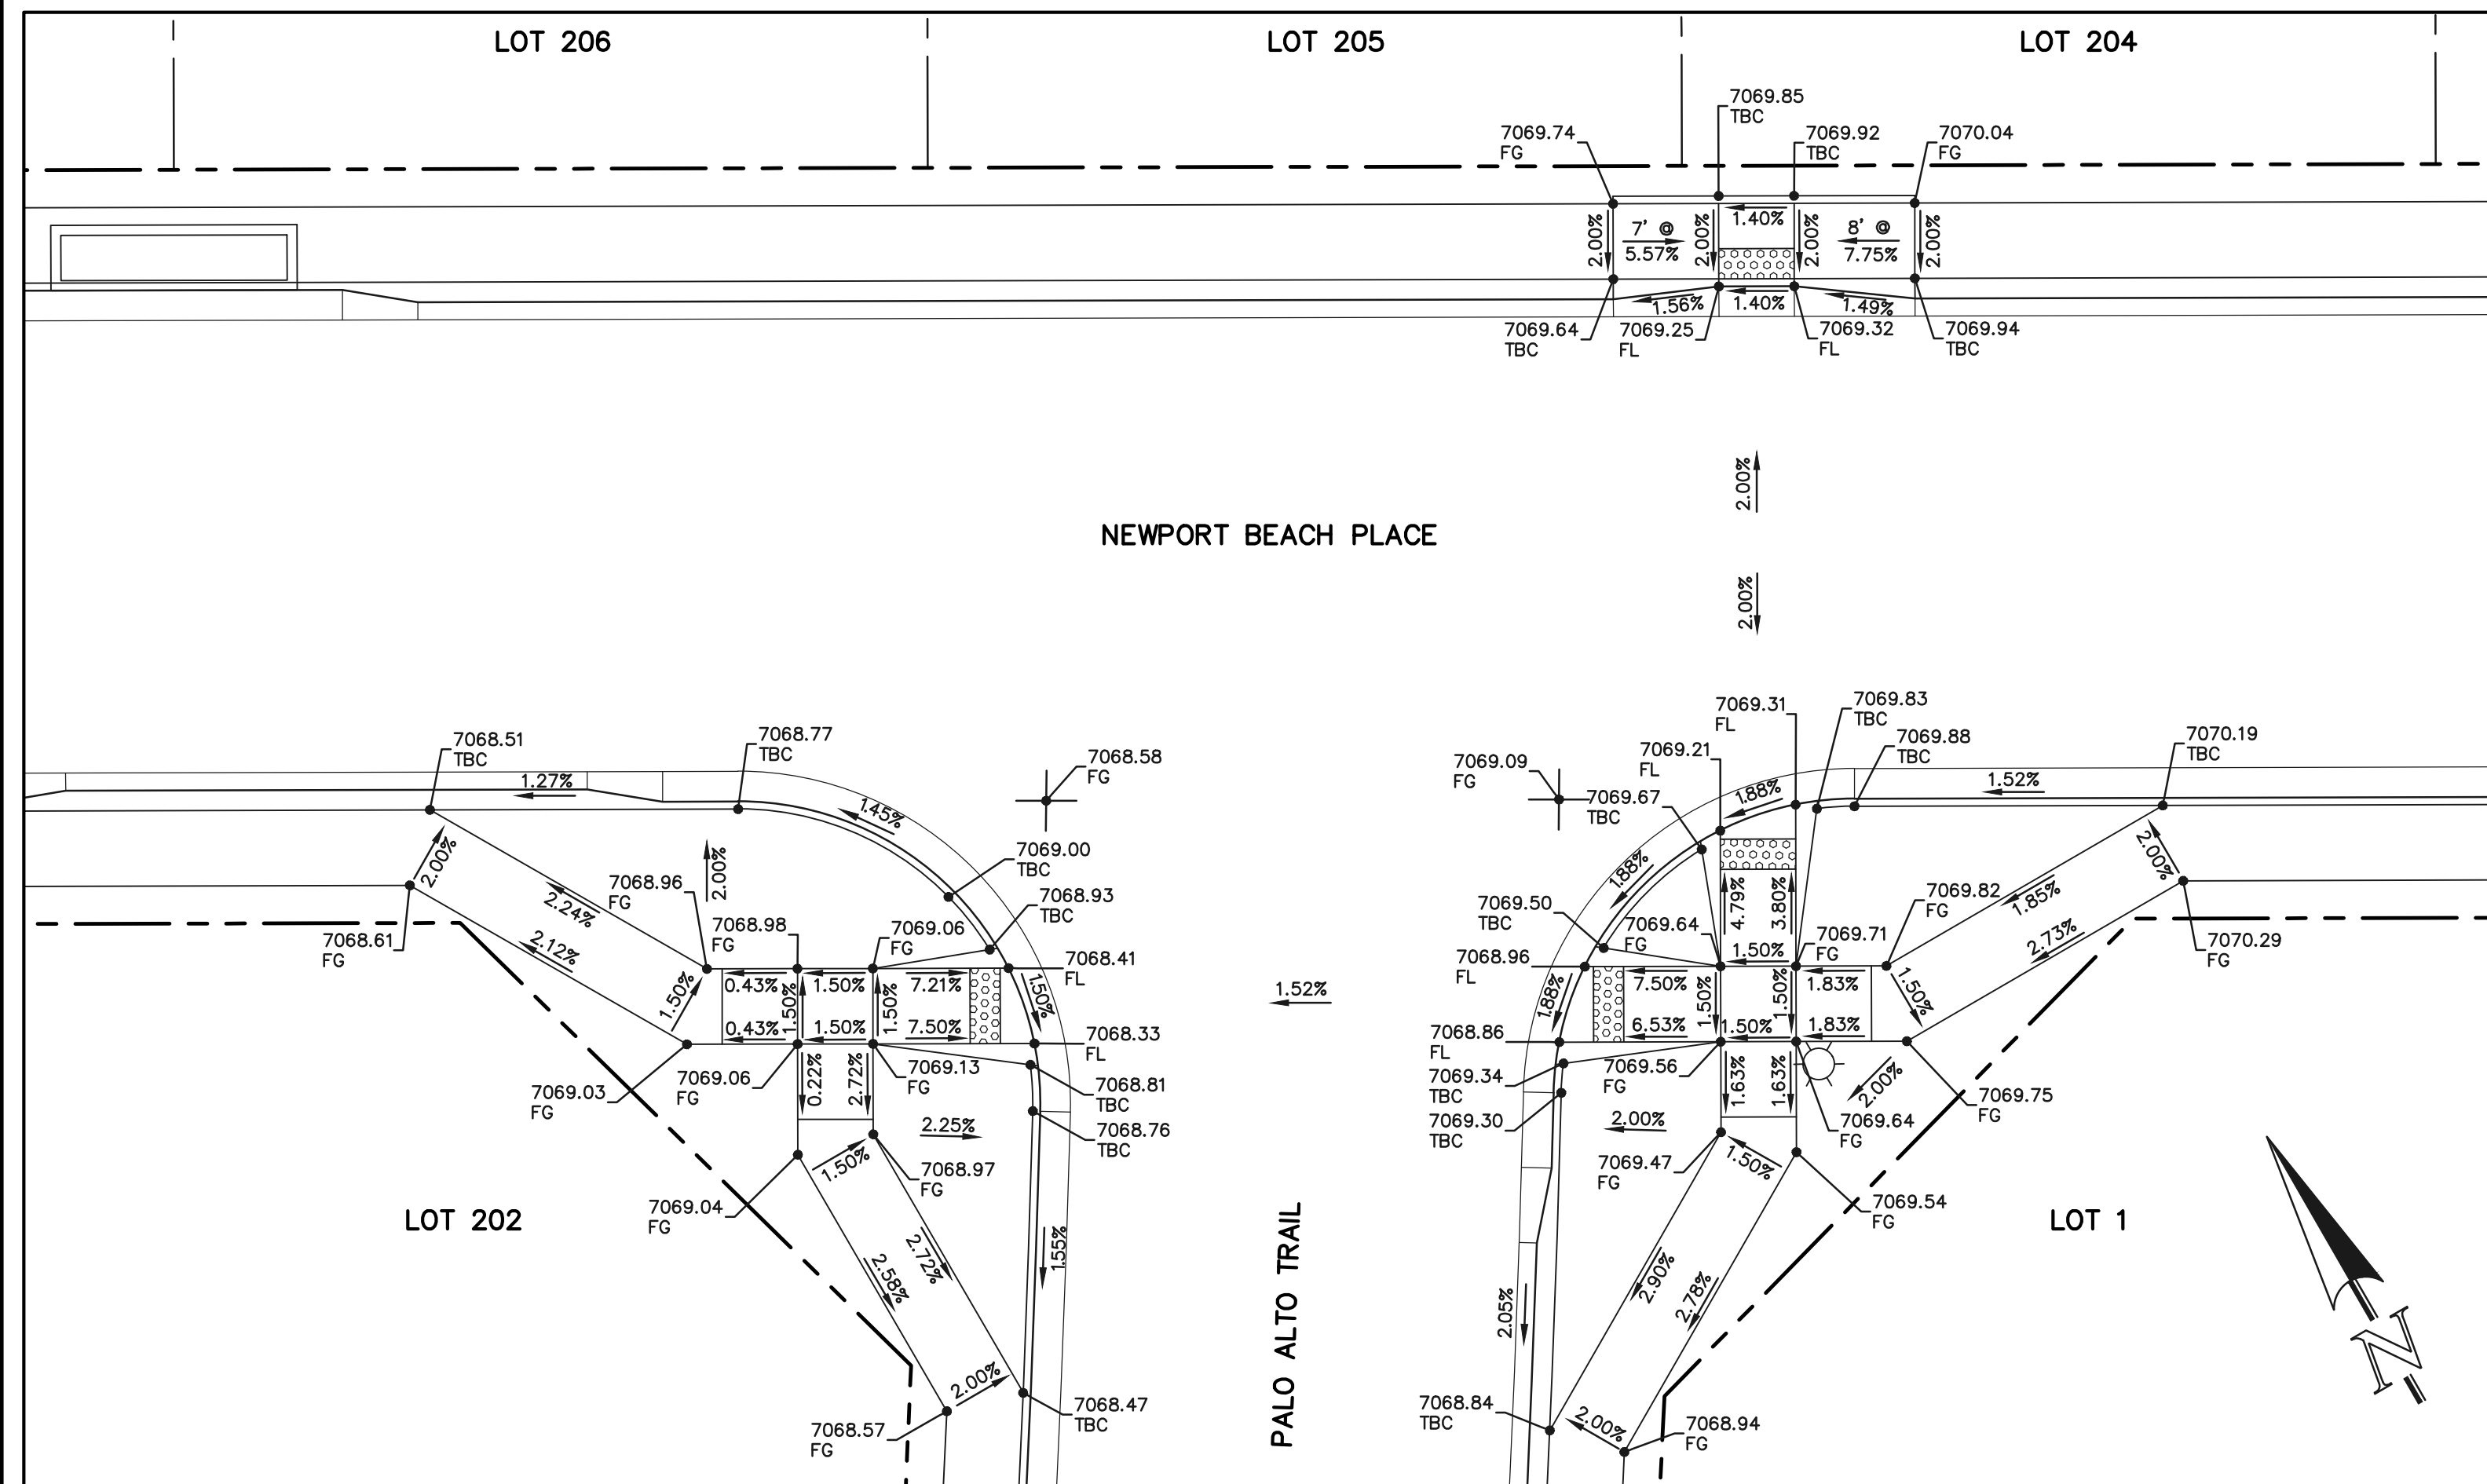 LOT 206
LOT 205
LOT 204
7069.85
TBC
7069.74
FG
7069.92
TBC
7070.04
FG
2.00%
7' @
5.57%
2.00%
1.40%
2.00%
8' @
7.75%
2.00%
1.56%
1.40%
1.49%
7069.64
TBC
7069.25
FL
7069.32
FL
7069.94
TBC
2.00%
NEWPORT BEACH PLACE
2.00%
7068.51
TBC
7068.77
TBC
7068.58
FG
1.27%
1.45%
7069.00
TBC
2.00%
2.00%
7068.96
FG
2.24%
2.12%
7068.93
TBC
7068.98
FG
7069.06
FG
7068.61
FG
7068.41
FL
1.50%
0.43%
1.50%
1.50%
1.50%
7.21%
1.50%
0.43%
1.50%
7.50%
7068.33
FL
7069.03
FG
7069.06
FG
0.22%
2.72%
7069.13
FG
7068.81
TBC
2.25%
7068.76
TBC
1.50%
7068.97
FG
7069.04
FG
LOT 202
2.58%
2.72%
1.55%
2.00%
7068.57
FG
7068.47
TBC
1.52%
PALO ALTO TRAIL
7069.31
FL
7069.83
TBC
7069.21
FL
7069.88
TBC
7070.19
TBC
7069.09
FG
7069.67
TBC
1.88%
1.52%
1.88%
2.00%
7069.50
TBC
4.79%
3.80%
7069.82
FG
1.85%
7069.64
FG
7069.71
FG
2.73%
7070.29
FG
7068.96
FL
1.50%
1.88%
7.50%
1.50%
1.50%
1.83%
1.50%
6.53%
1.50%
1.83%
7068.86
FL
7069.34
TBC
7069.56
FG
1.63%
1.63%
2.00%
7069.75
FG
7069.30
TBC
2.00%
7069.64
FG
7069.47
FG
1.50%
7069.54
FG
LOT 1
2.90%
2.78%
2.05%
7068.84
TBC
2.00%
7068.94
FG
N